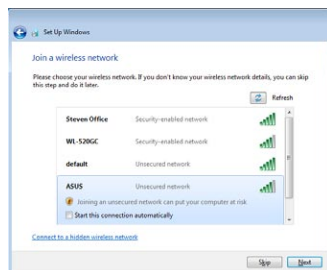 Set Up Windows
Join a wireless network
Please choose your wireless network. If you don't know your wireless network details, you can skip
this step and do it later.
Refresh
Steven Office Security-enabled network
WL-520GC Security-enabled network
default Unsecured network
ASUS Unsecured network
Joining an unsecured network can put your computer at risk
Start this connection automatically
Connect to a hidden wireless network
Skip Next